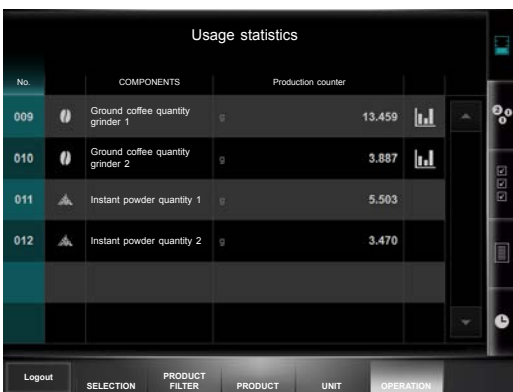 Usage statistics
No. COMPONENTS Production counter
009 Ground coffee quantity grinder 1 g 13.459
010 Ground coffee quantity grinder 2 g 3.887
011 Instant powder quantity 1 g 5.503
012 Instant powder quantity 2 g 3.470
Logout SELECTION PRODUCT FILTER PRODUCT UNIT OPERATION